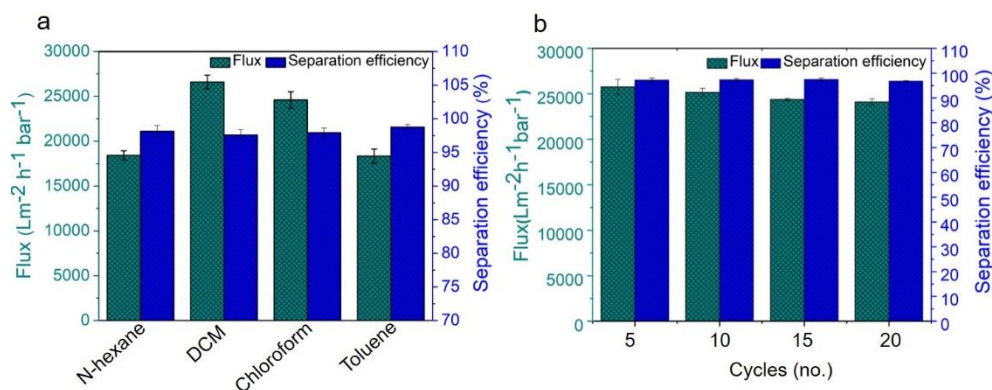 a
Flux
Separation efficiency
Flux (Lm-2 h-1 bar-1)
30000
25000
20000
15000
10000
5000
0
N-hexane
DCM
Chloroform
Toluene
110
105
100
95
90
85
80
75
70
Separation efficiency (%)
b
Flux
Separation efficiency
Flux(Lm-2h-1bar-1)
30000
25000
20000
15000
10000
5000
0
5
10
15
20
Cycles (no.)
110
100
90
80
70
60
50
40
30
20
10
0
Separation efficiency (%)